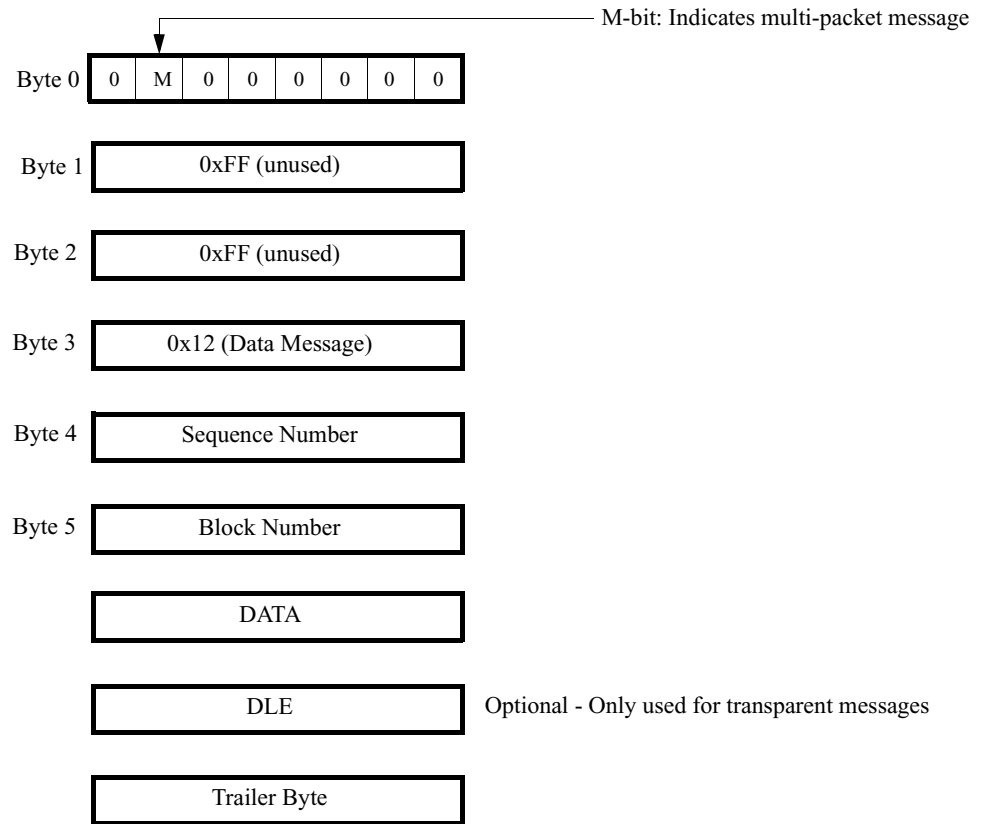 M-bit: Indicates multi-packet message
Byte 0 0 M 0 0 0 0 0 0
Byte 1 0xFF (unused)
Byte 2 0xFF (unused)
Byte 3 0x12 (Data Message)
Byte 4 Sequence Number
Byte 5 Block Number
DATA
DLE Optional - Only used for transparent messages
Trailer Byte